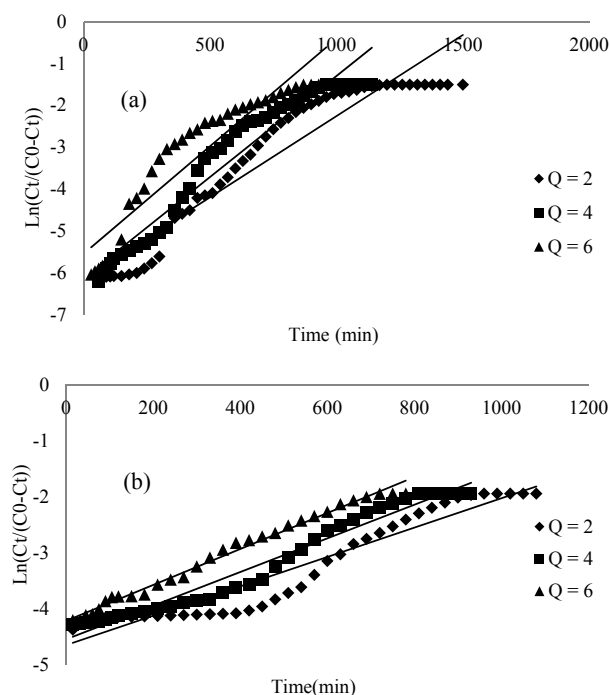 0 500 1000 1500 2000
-1
-2
-3
-4
-5
-6
-7
Ln(Ct/(C0-Ct))
(a)
Q = 2
Q = 4
Q = 6
Time (min)
0
0 200 400 600 800 1000 1200
-1
-2
-3
-4
-5
Ln(Ct/(C0-Ct))
(b)
Q = 2
Q = 4
Q = 6
Time(min)